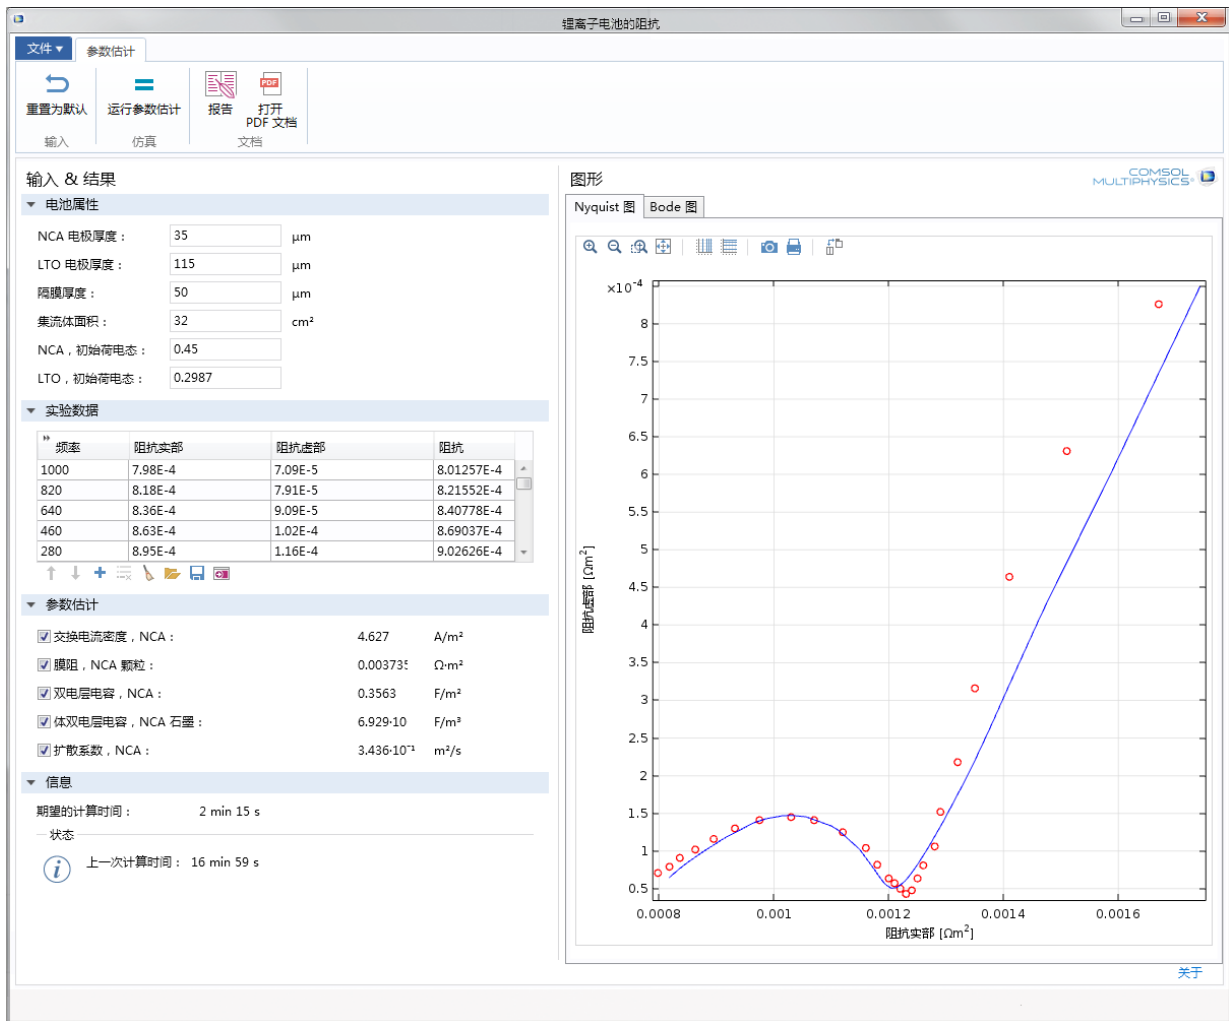 锂离子电池的阻抗
文件
参数估计
重置为默认
运行参数估计
报告
打开
PDF 文档
输入
仿真
文档
输入 & 结果
电池属性
NCA 电极厚度：
35
μm
LTO 电极厚度：
115
μm
隔膜厚度：
50
μm
集流体面积：
32
cm²
NCA，初始荷电态：
0.45
LTO，初始荷电态：
0.2987
实验数据
频率 阻抗实部 阻抗虚部 阻抗
1000 7.98E-4 7.09E-5 8.01257E-4
820 8.18E-4 7.91E-5 8.21552E-4
640 8.36E-4 9.09E-5 8.40778E-4
460 8.63E-4 1.02E-4 8.69037E-4
280 8.95E-4 1.16E-4 9.02626E-4
参数估计
交换电流密度，NCA： 4.627 A/m²
膜阻，NCA 颗粒： 0.003735 Ω·m²
双电层电容，NCA： 0.3563 F/m²
体双电层电容，NCA 石墨： 6.929·10 F/m³
扩散系数，NCA： 3.436·10⁻¹ m²/s
信息
期望的计算时间： 2 min 15 s
状态
上一次计算时间： 16 min 59 s
图形
COMSOL
MULTIPHYSICS®
Nyquist 图
Bode 图
×10⁻⁴
8
7.5
7
6.5
6
5.5
5
4.5
4
3.5
3
2.5
2
1.5
1
0.5
阻抗虚部 [Ωm²]
0.0008 0.001 0.0012 0.0014 0.0016
阻抗实部 [Ωm²]
关于